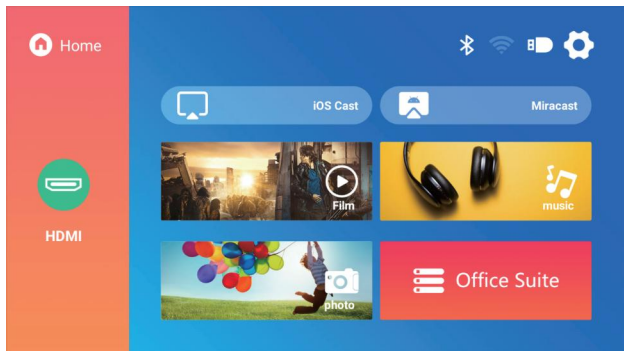 Home
iOS Cast
Miracast
Film
music
HDMI
photo
Office Suite